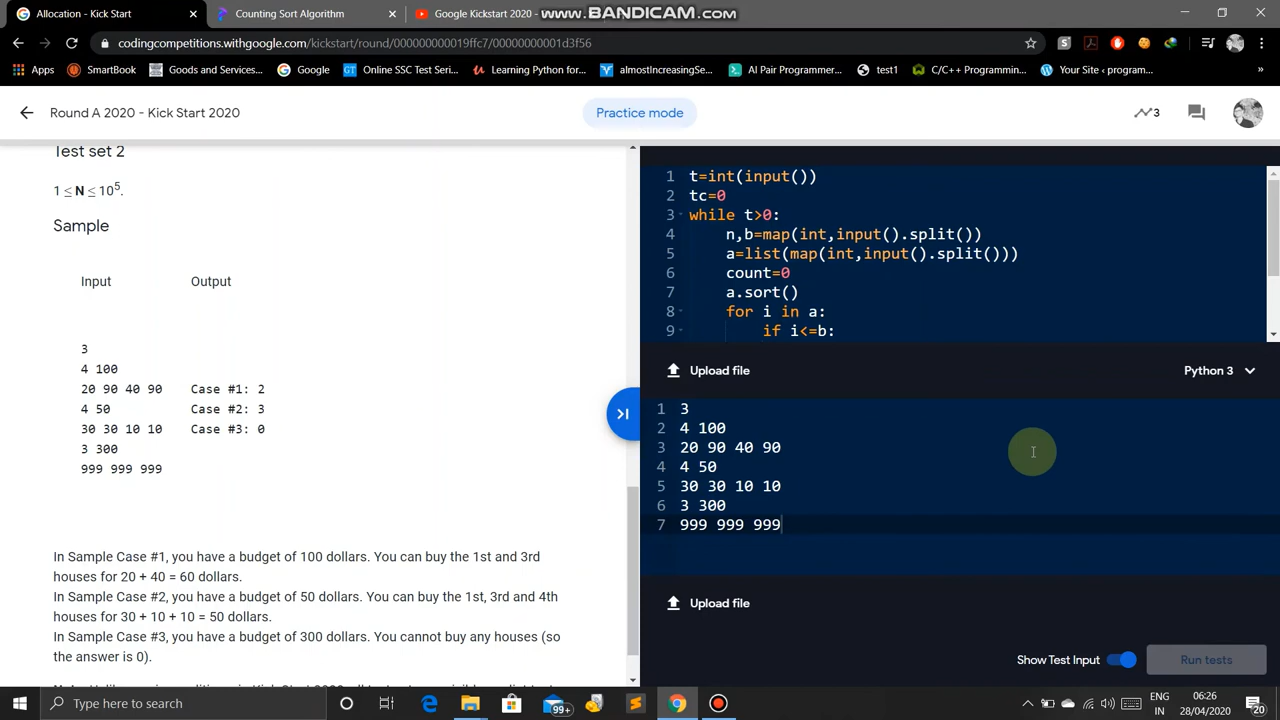 Allocation - Kick Start
Counting Sort Algorithm
Google Kickstart 2020 -
www.BANDICAM.com
codingcompetitions.withgoogle.com/kickstart/round/000000000019ffc7/00000000001d3f56
Apps
SmartBook
Goods and Services...
Google
Online SSC Test Seri...
Learning Python for...
almostIncreasingSe...
AI Pair Programmer...
test1
C/C++ Programmin...
Your Site ‹ program...
»
Round A 2020 - Kick Start 2020
Practice mode
3
Test set 2
1 ≤ N ≤ 10^5.
Sample
Input Output
3
4 100
20 90 40 90 Case #1: 2
4 50 Case #2: 3
30 30 10 10 Case #3: 0
3 300
999 999 999
In Sample Case #1, you have a budget of 100 dollars. You can buy the 1st and 3rd
houses for 20 + 40 = 60 dollars.
In Sample Case #2, you have a budget of 50 dollars. You can buy the 1st, 3rd and 4th
houses for 30 + 10 + 10 = 50 dollars.
In Sample Case #3, you have a budget of 300 dollars. You cannot buy any houses (so
the answer is 0).
1 t=int(input())
2 tc=0
3 while t>0:
4 n,b=map(int,input().split())
5 a=list(map(int,input().split()))
6 count=0
7 a.sort()
8 for i in a:
9 if i<=b:
Upload file
Python 3
1 3
2 4 100
3 20 90 40 90
4 4 50
5 30 30 10 10
6 3 300
7 999 999 999
Upload file
Show Test Input
Run tests
Type here to search
99+
ENG
IN
06:26
28/04/2020
20